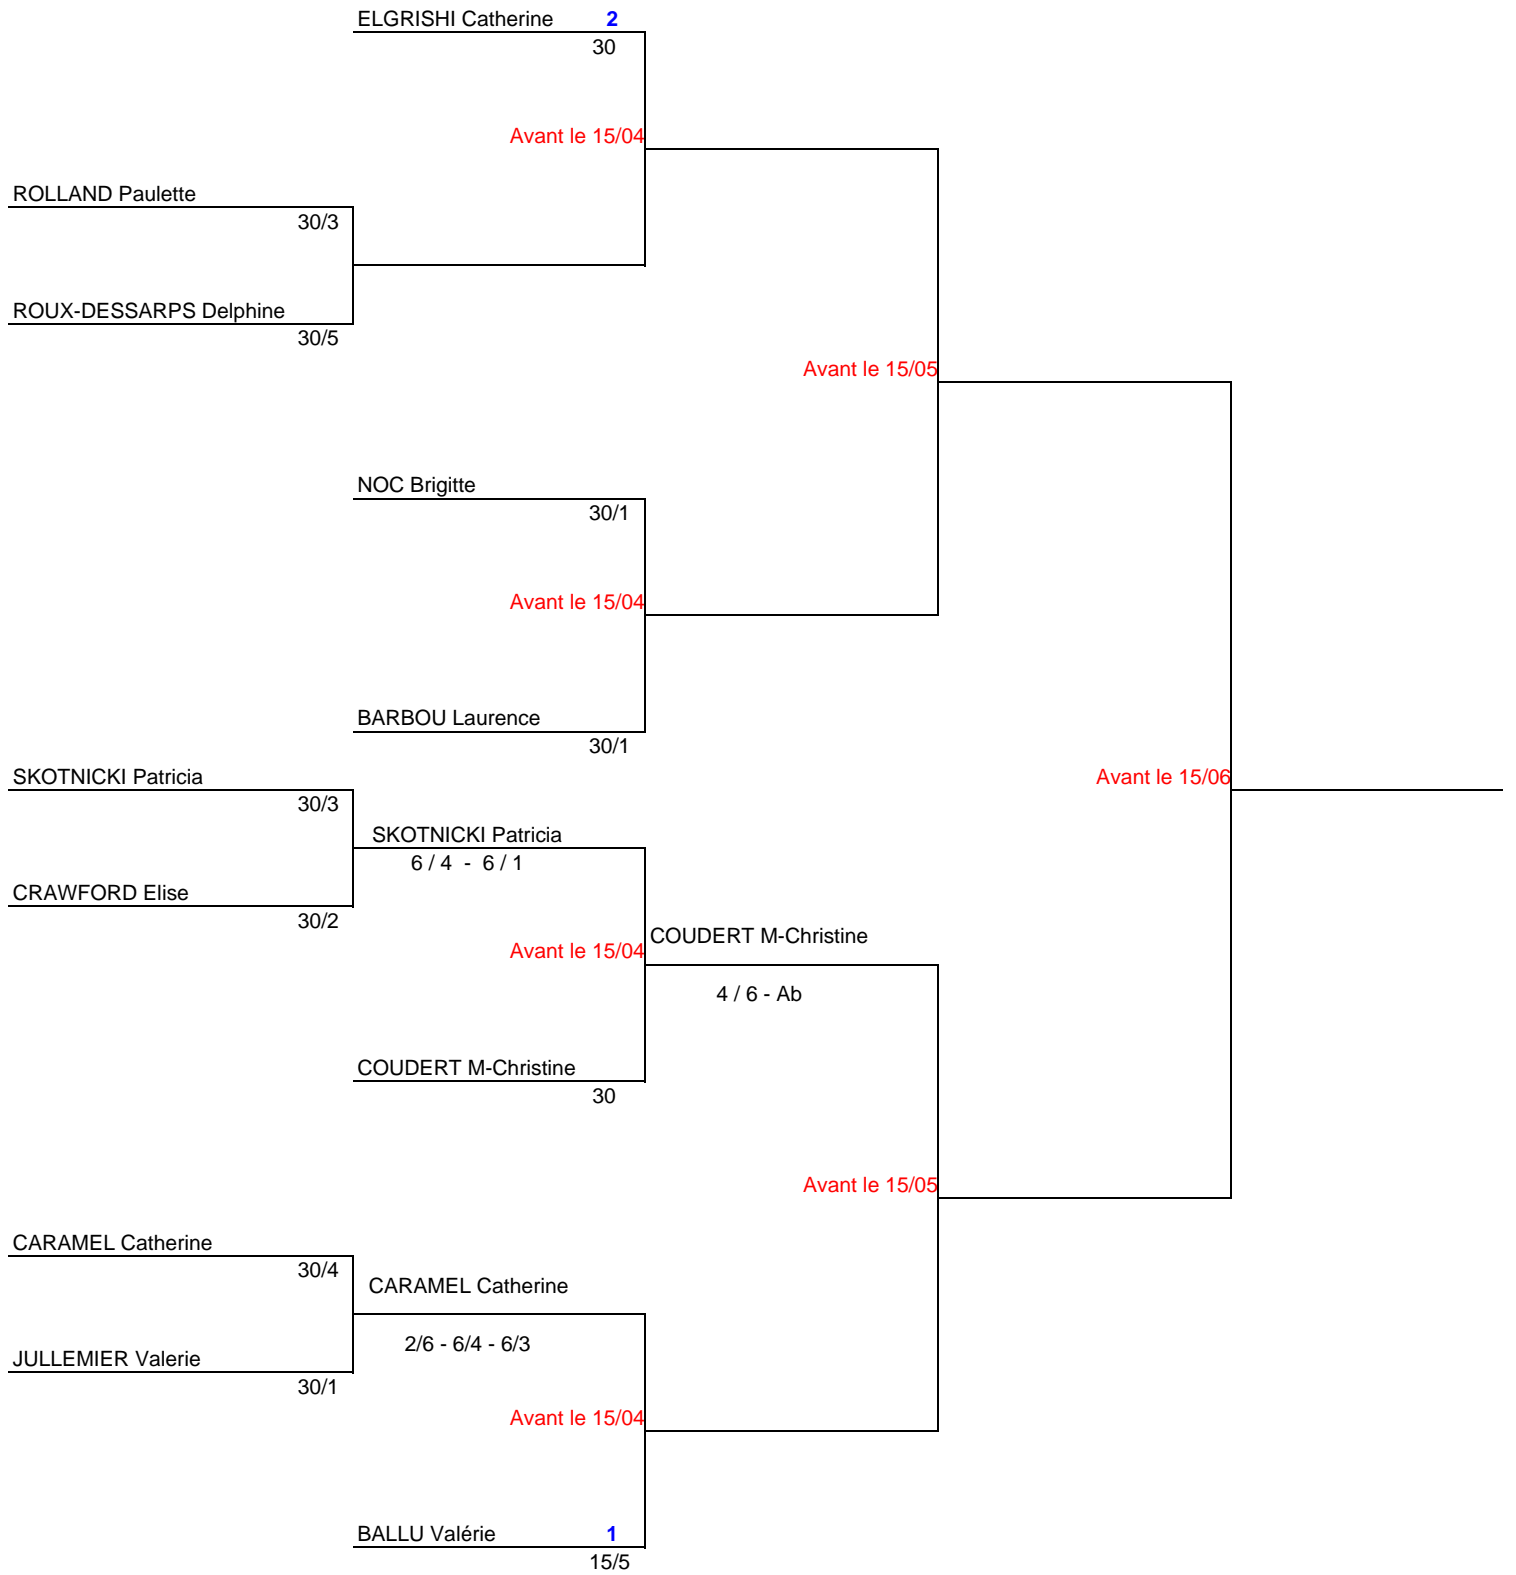 ELGRISHI Catherine 2
30
Avant le 15/04
ROLLAND Paulette
30/3
ROUX-DESSARPS Delphine
30/5
Avant le 15/05
NOC Brigitte
30/1
Avant le 15/04
BARBOU Laurence
30/1
SKOTNICKI Patricia
Avant le 15/06
30/3
SKOTNICKI Patricia
6 / 4 - 6 / 1
CRAWFORD Elise
30/2
COUDERT M-Christine
Avant le 15/04
4 / 6 - Ab
COUDERT M-Christine
30
Avant le 15/05
CARAMEL Catherine
30/4
CARAMEL Catherine
2/6 - 6/4 - 6/3
JULLEMIER Valerie
30/1
Avant le 15/04
BALLU Valérie 1
15/5